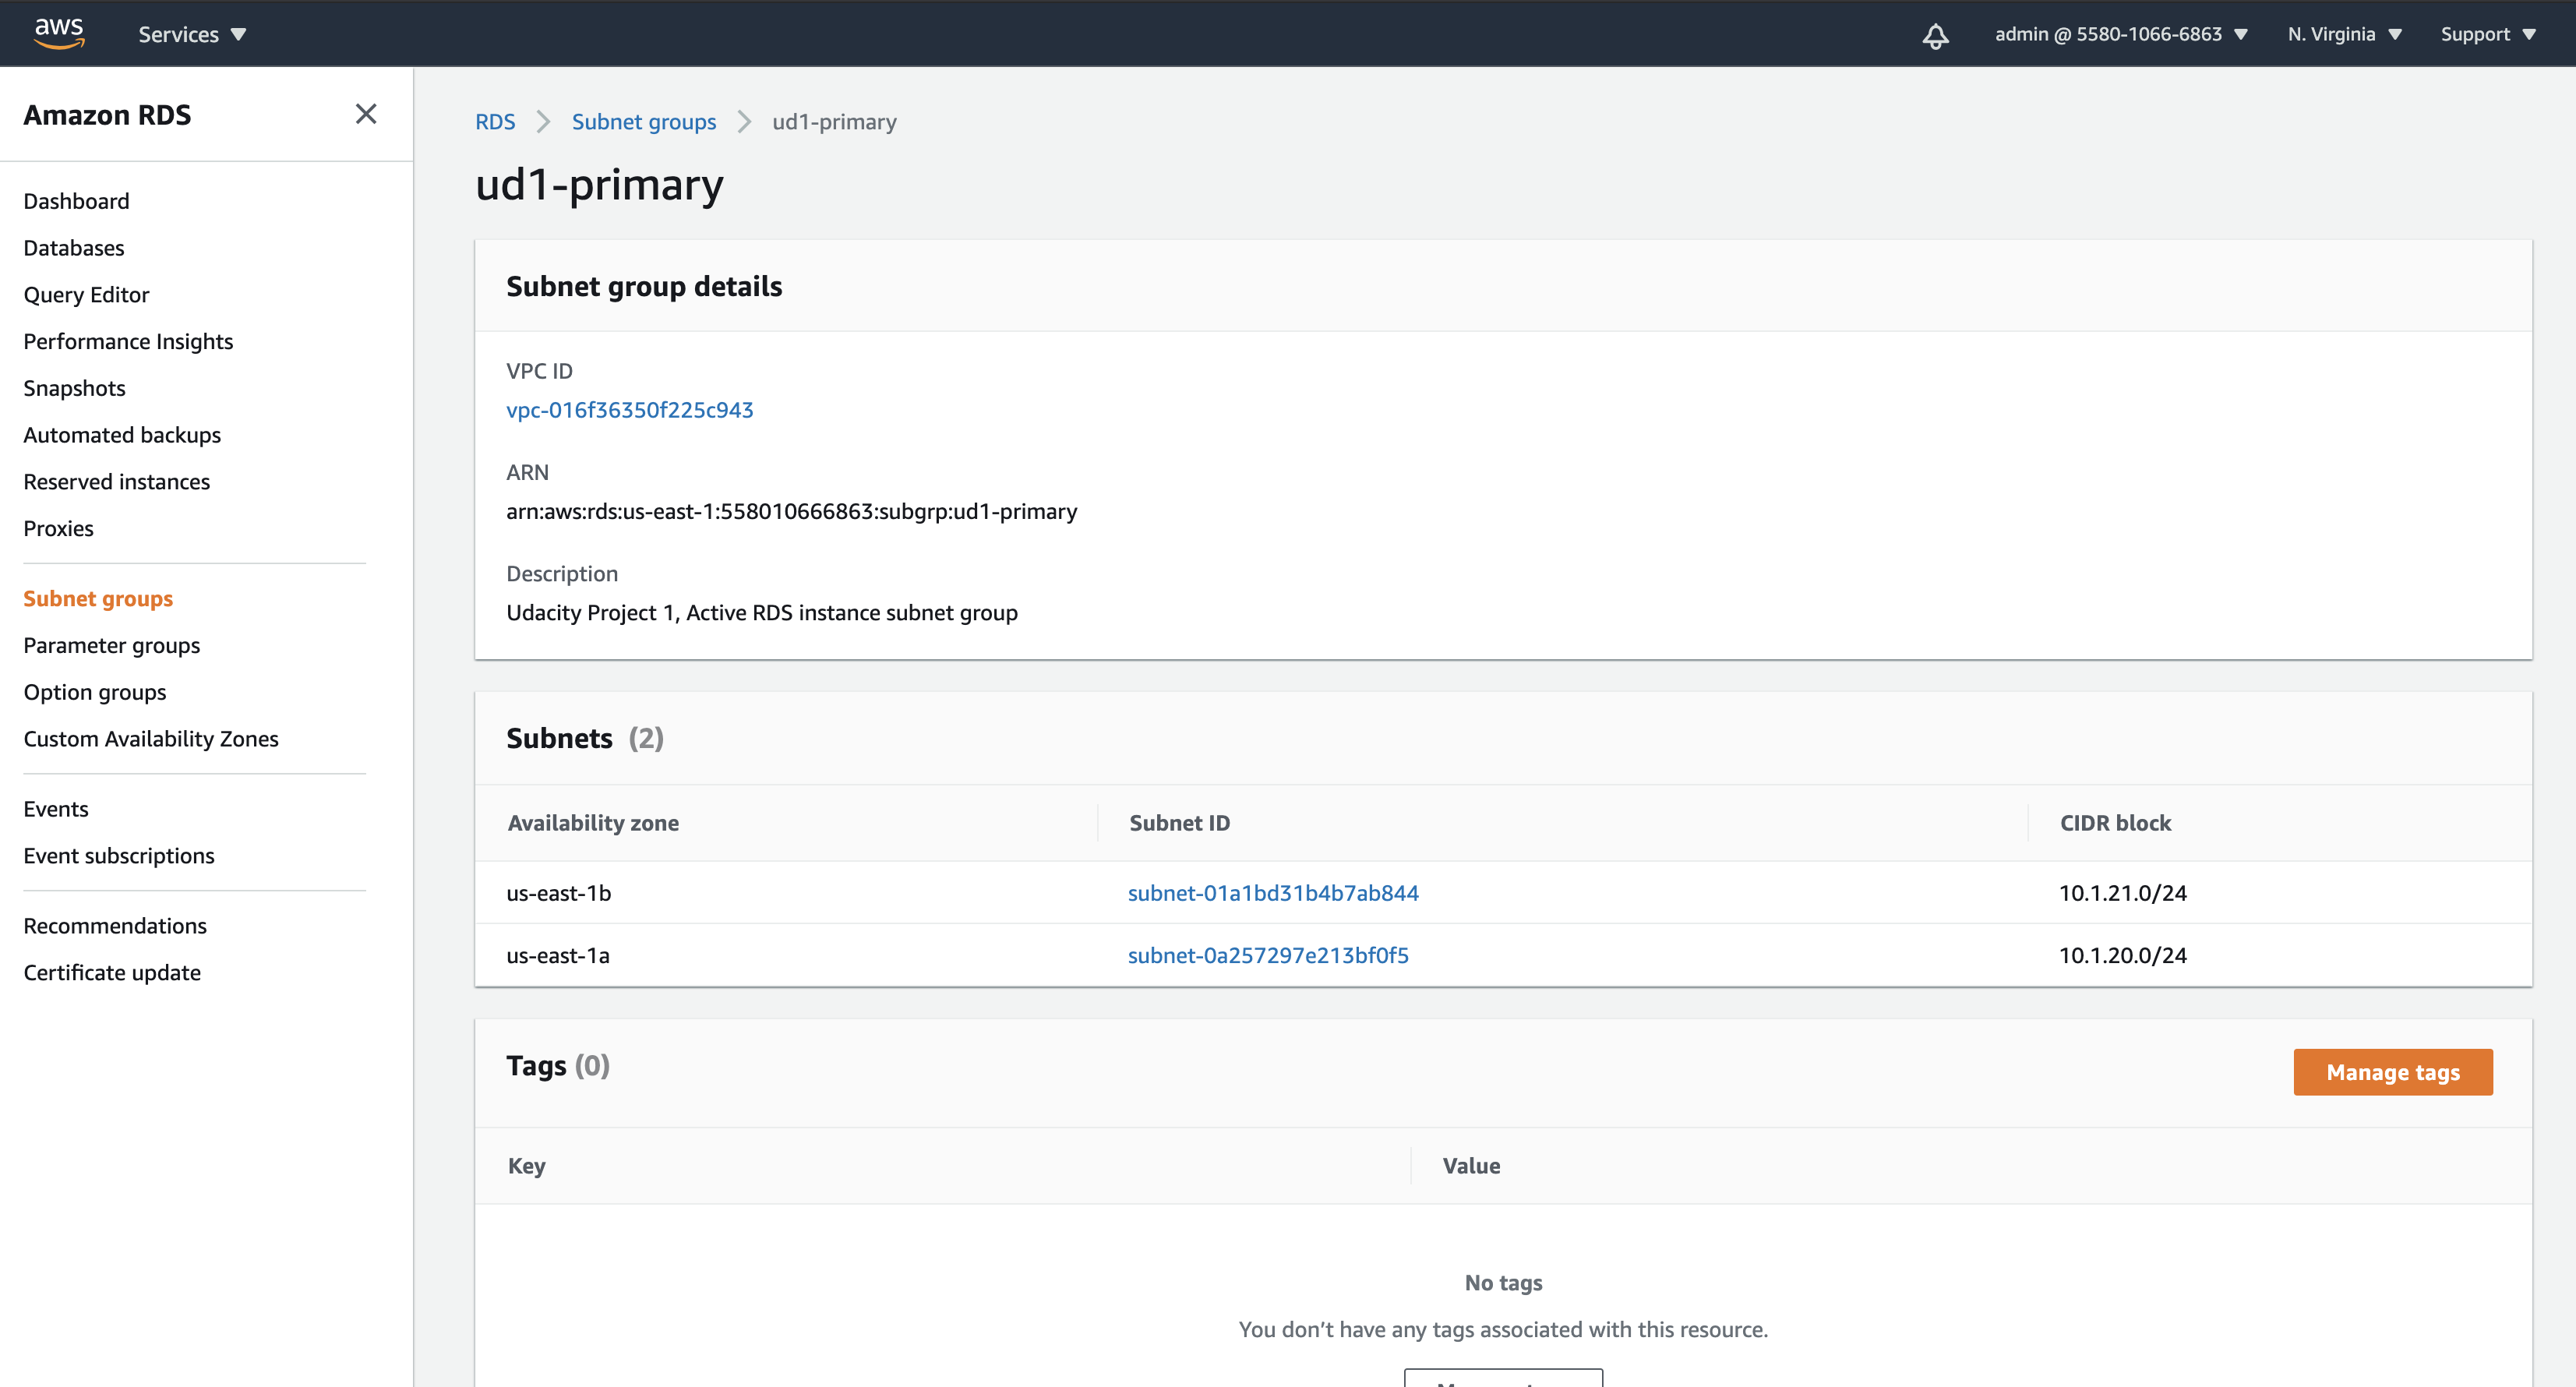 aws
Services
admin @ 5580-1066-6863
N. Virginia
Support
Amazon RDS
Dashboard
Databases
Query Editor
Performance Insights
Snapshots
Automated backups
Reserved instances
Proxies
Subnet groups
Parameter groups
Option groups
Custom Availability Zones
Events
Event subscriptions
Recommendations
Certificate update
RDS Subnet groups ud1-primary
ud1-primary
Subnet group details
VPC ID
vpc-016f36350f225c943
ARN
arn:aws:rds:us-east-1:558010666863:subgrp:ud1-primary
Description
Udacity Project 1, Active RDS instance subnet group
Subnets (2)
Availability zone Subnet ID CIDR block
us-east-1b subnet-01a1bd31b4b7ab844 10.1.21.0/24
us-east-1a subnet-0a257297e213bf0f5 10.1.20.0/24
Tags (0)
Manage tags
Key Value
No tags
You don’t have any tags associated with this resource.